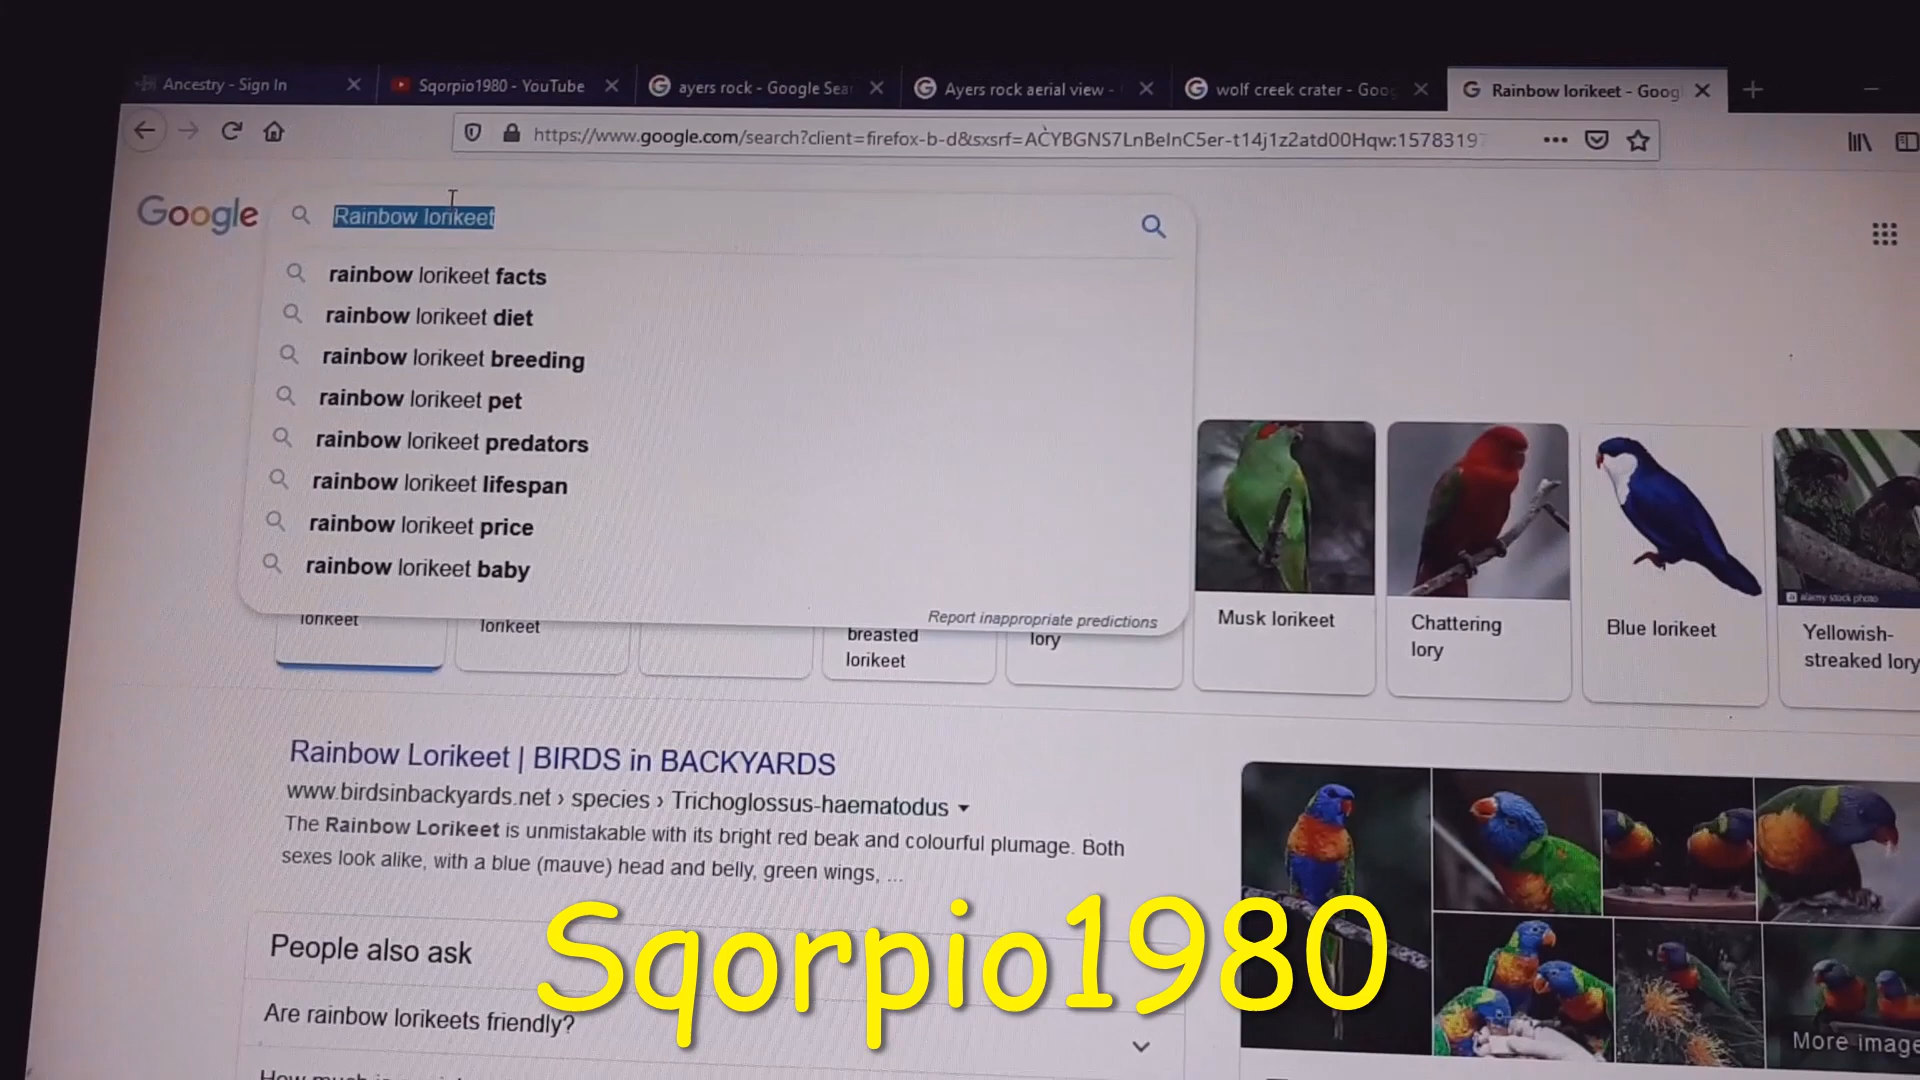 Ancestry - Sign In
Sqorpio1980 - YouTube
ayers rock - Google Sear
Ayers rock aerial view -
wolf creek crater - Goog
Rainbow lorikeet - Googl
https://www.google.com/search?client=firefox-b-d&sxsrf=ACYBGNS7LnBeInC5er-t14j1z2atd00Hqw:15783197
Google
Rainbow lorikeet
rainbow lorikeet facts
rainbow lorikeet diet
rainbow lorikeet breeding
rainbow lorikeet pet
rainbow lorikeet predators
rainbow lorikeet lifespan
rainbow lorikeet price
rainbow lorikeet baby
Report inappropriate predictions
lorikeet
lorikeet
breasted
lorikeet
lory
Musk lorikeet
Chattering
lory
Blue lorikeet
alamy stock photo
Yellowish-
streaked lory
Rainbow Lorikeet | BIRDS in BACKYARDS
www.birdsinbackyards.net › species › Trichoglossus-haematodus
The Rainbow Lorikeet is unmistakable with its bright red beak and colourful plumage. Both
sexes look alike, with a blue (mauve) head and belly, green wings, ...
People also ask
Are rainbow lorikeets friendly?
More image
Sqorpio1980